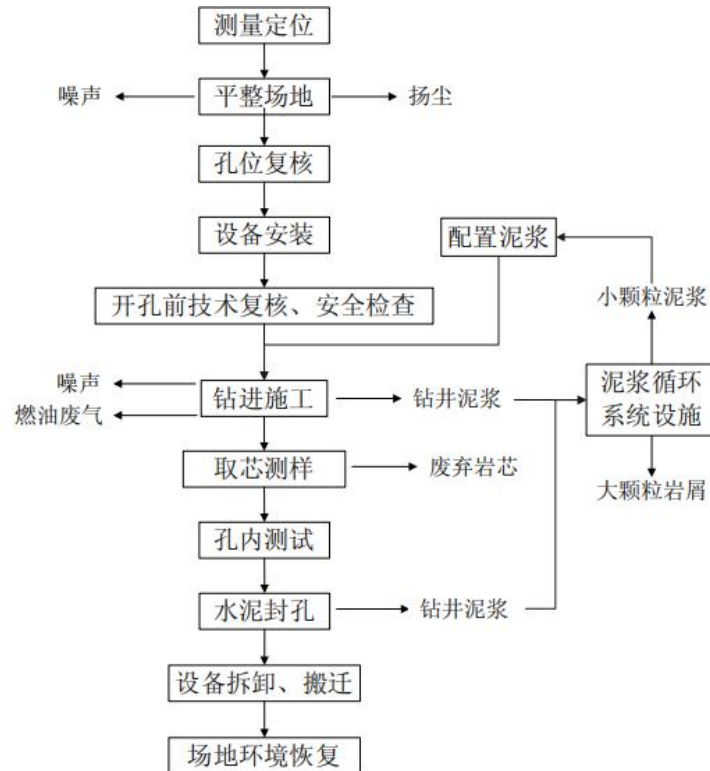 测量定位
噪声
平整场地
扬尘
孔位复核
设备安装
配置泥浆
开孔前技术复核、安全检查
小颗粒泥浆
噪声
燃油废气
钻进施工
钻井泥浆
泥浆循环
系统设施
取芯测样
废弃岩芯
大颗粒岩屑
孔内测试
水泥封孔
钻井泥浆
设备拆卸、搬迁
场地环境恢复